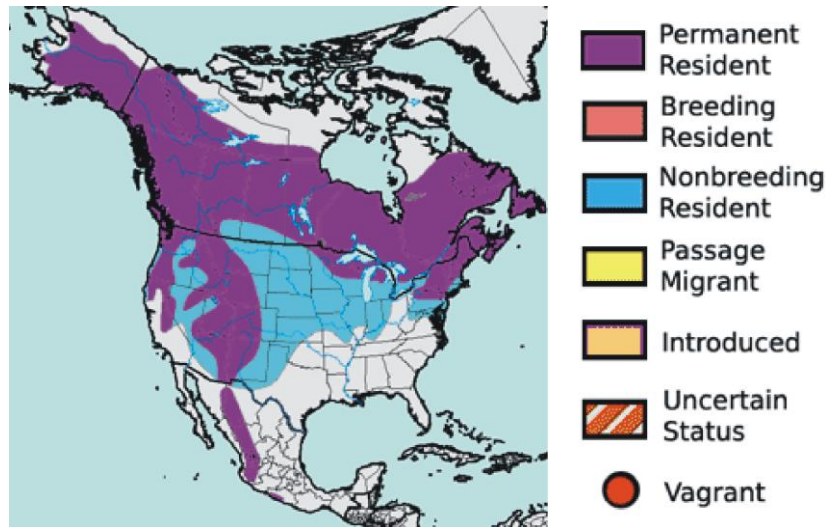 Permanent
Resident
Breeding
Resident
Nonbreeding
Resident
Passage
Migrant
Introduced
Uncertain
Status
Vagrant